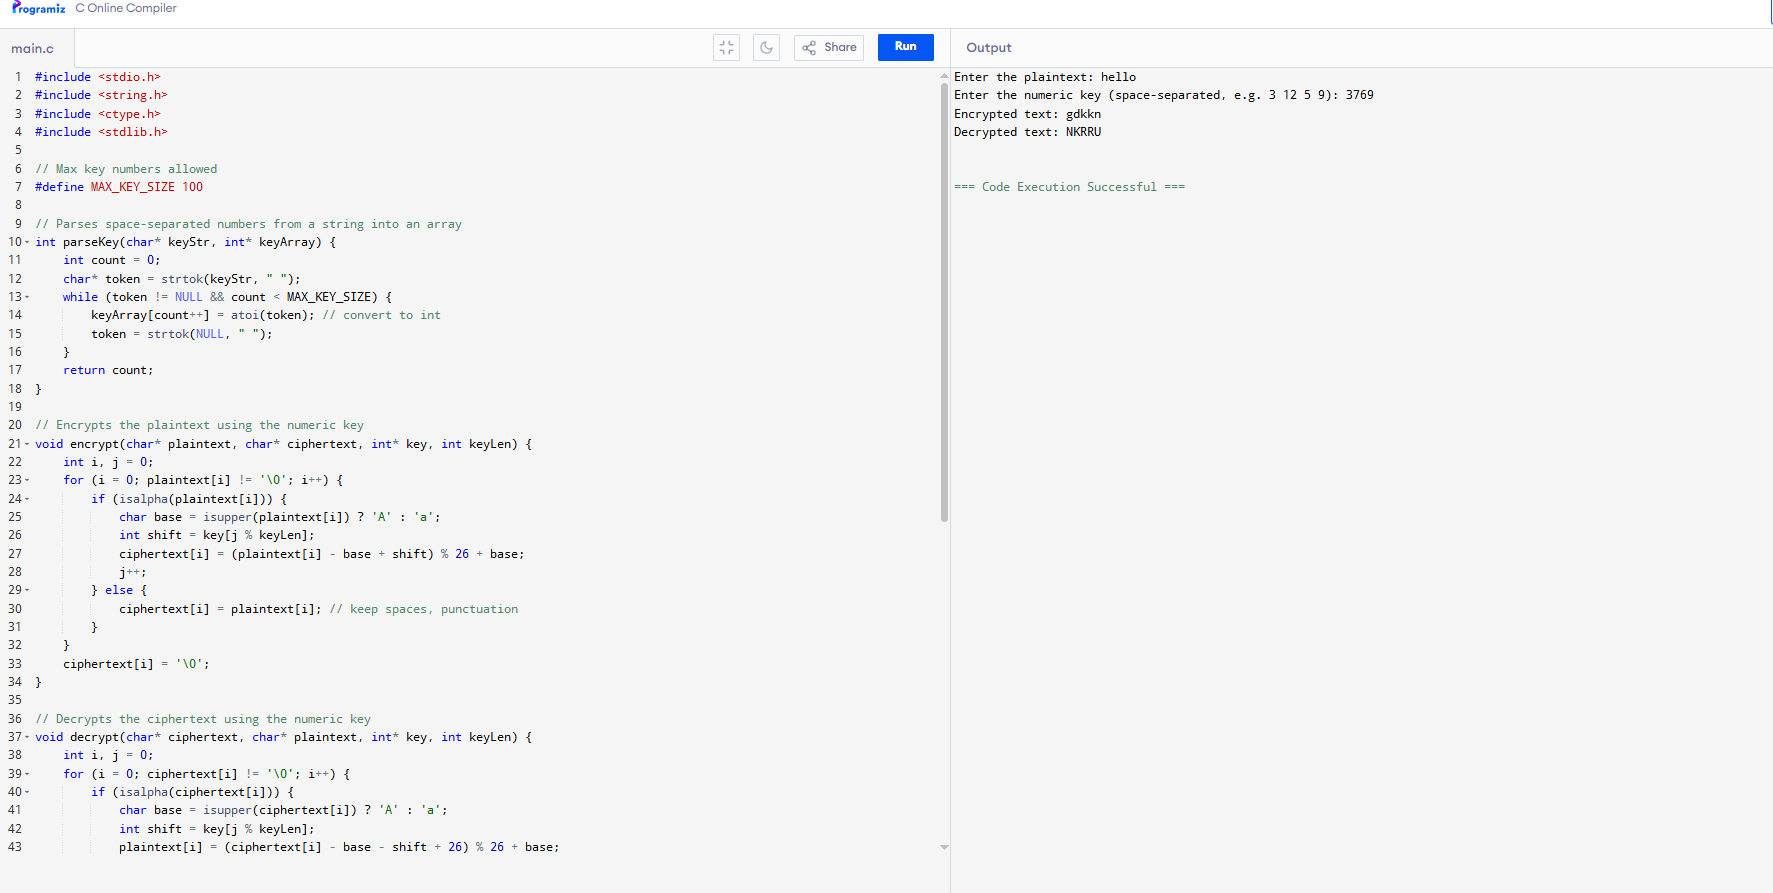 Programiz C Online Compiler
main.c
Share
Run
Output
1 #include <stdio.h>
2 #include <string.h>
3 #include <ctype.h>
4 #include <stdlib.h>
5
6 // Max key numbers allowed
7 #define MAX_KEY_SIZE 100
8
9 // Parses space-separated numbers from a string into an array
10 int parseKey(char* keyStr, int* keyArray) {
11     int count = 0;
12     char* token = strtok(keyStr, " ");
13     while (token != NULL && count < MAX_KEY_SIZE) {
14         keyArray[count++] = atoi(token); // convert to int
15         token = strtok(NULL, " ");
16     }
17     return count;
18 }
19
20 // Encrypts the plaintext using the numeric key
21 void encrypt(char* plaintext, char* ciphertext, int* key, int keyLen) {
22     int i, j = 0;
23     for (i = 0; plaintext[i] != '\0'; i++) {
24         if (isalpha(plaintext[i])) {
25             char base = isupper(plaintext[i]) ? 'A' : 'a';
26             int shift = key[j % keyLen];
27             ciphertext[i] = (plaintext[i] - base + shift) % 26 + base;
28             j++;
29         } else {
30             ciphertext[i] = plaintext[i]; // keep spaces, punctuation
31         }
32     }
33     ciphertext[i] = '\0';
34 }
35
36 // Decrypts the ciphertext using the numeric key
37 void decrypt(char* ciphertext, char* plaintext, int* key, int keyLen) {
38     int i, j = 0;
39     for (i = 0; ciphertext[i] != '\0'; i++) {
40         if (isalpha(ciphertext[i])) {
41             char base = isupper(ciphertext[i]) ? 'A' : 'a';
42             int shift = key[j % keyLen];
43             plaintext[i] = (ciphertext[i] - base - shift + 26) % 26 + base;
Enter the plaintext: hello
Enter the numeric key (space-separated, e.g. 3 12 5 9): 3769
Encrypted text: gdkkn
Decrypted text: NKRRU
=== Code Execution Successful ===